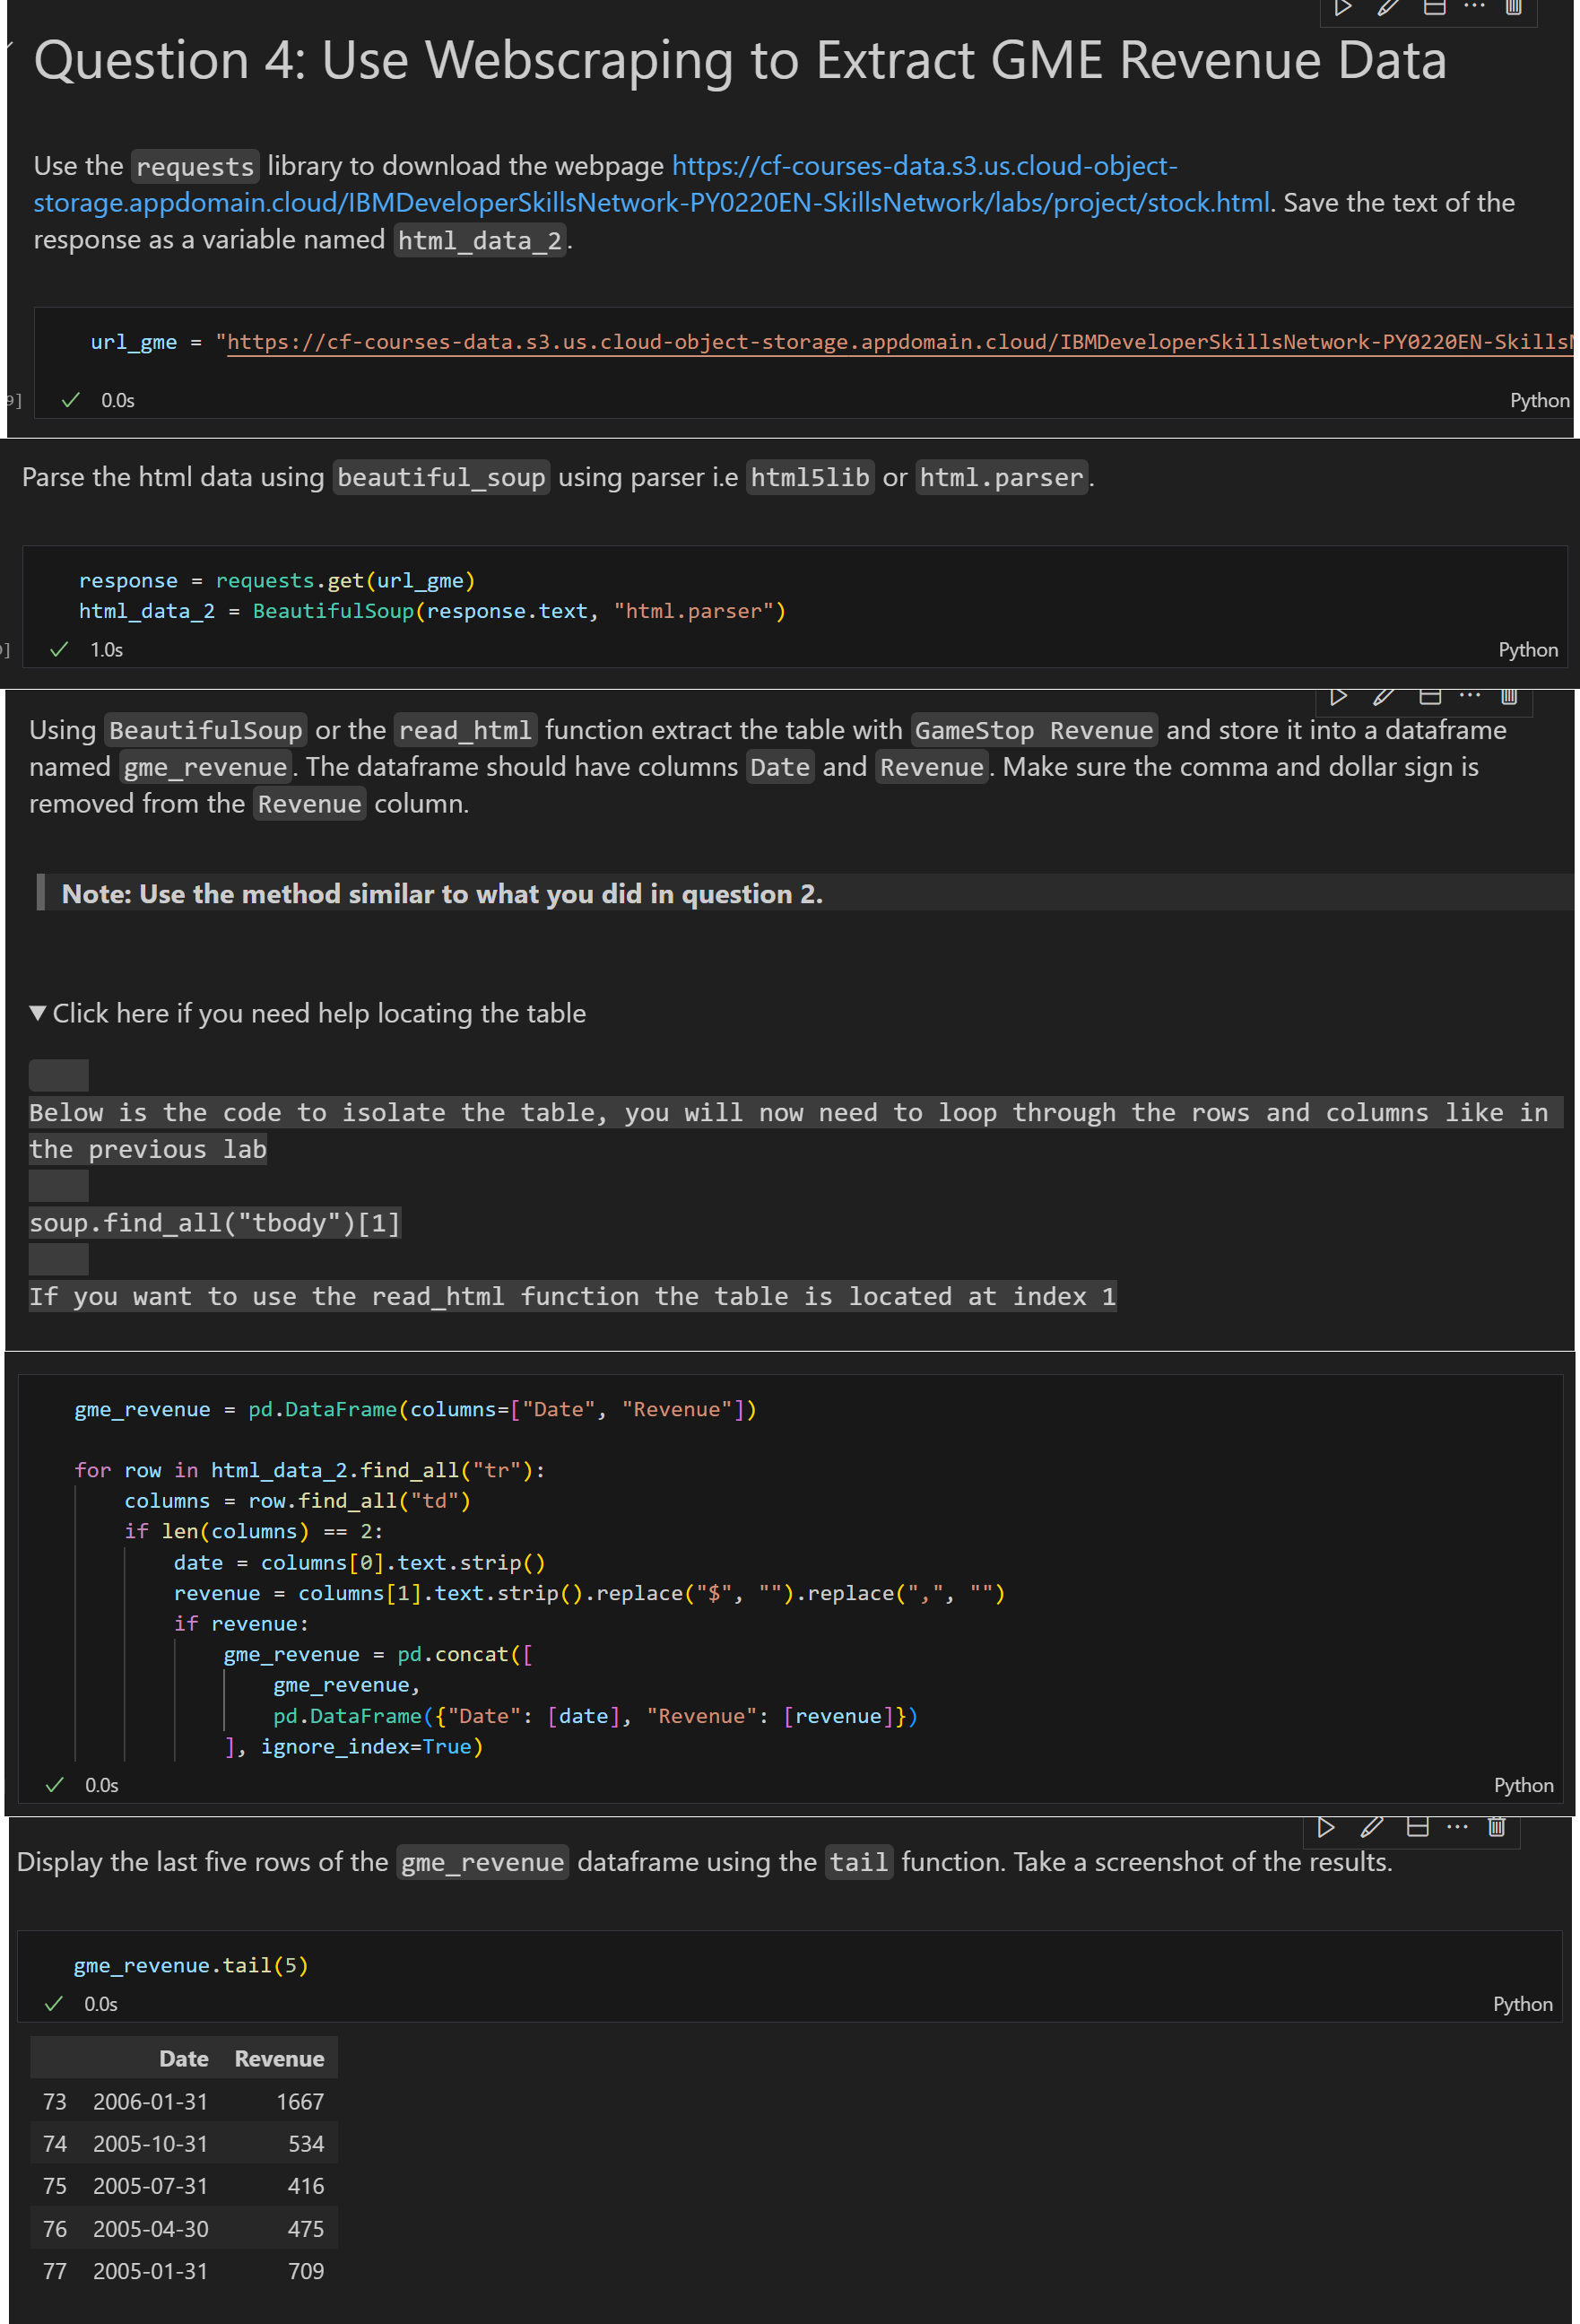 Question 4: Use Webscraping to Extract GME Revenue Data
Use the requests library to download the webpage https://cf-courses-data.s3.us.cloud-object-
storage.appdomain.cloud/IBMDeveloperSkillsNetwork-PY0220EN-SkillsNetwork/labs/project/stock.html. Save the text of the
response as a variable named html_data_2.
url_gme = "https://cf-courses-data.s3.us.cloud-object-storage.appdomain.cloud/IBMDeveloperSkillsNetwork-PY0220EN-Skills
9]
0.0s
Python
Parse the html data using beautiful_soup using parser i.e html5lib or html.parser.
response = requests.get(url_gme)
html_data_2 = BeautifulSoup(response.text, "html.parser")
]
1.0s
Python
Using BeautifulSoup or the read_html function extract the table with GameStop Revenue and store it into a dataframe
named gme_revenue. The dataframe should have columns Date and Revenue. Make sure the comma and dollar sign is
removed from the Revenue column.
Note: Use the method similar to what you did in question 2.
▼ Click here if you need help locating the table
Below is the code to isolate the table, you will now need to loop through the rows and columns like in
the previous lab
soup.find_all("tbody")[1]
If you want to use the read_html function the table is located at index 1
gme_revenue = pd.DataFrame(columns=["Date", "Revenue"])
for row in html_data_2.find_all("tr"):
columns = row.find_all("td")
if len(columns) == 2:
date = columns[0].text.strip()
revenue = columns[1].text.strip().replace("$", "").replace(",", "")
if revenue:
gme_revenue = pd.concat([
gme_revenue,
pd.DataFrame({"Date": [date], "Revenue": [revenue]})
], ignore_index=True)
0.0s
Python
Display the last five rows of the gme_revenue dataframe using the tail function. Take a screenshot of the results.
gme_revenue.tail(5)
0.0s
Python
Date Revenue
73 2006-01-31 1667
74 2005-10-31 534
75 2005-07-31 416
76 2005-04-30 475
77 2005-01-31 709